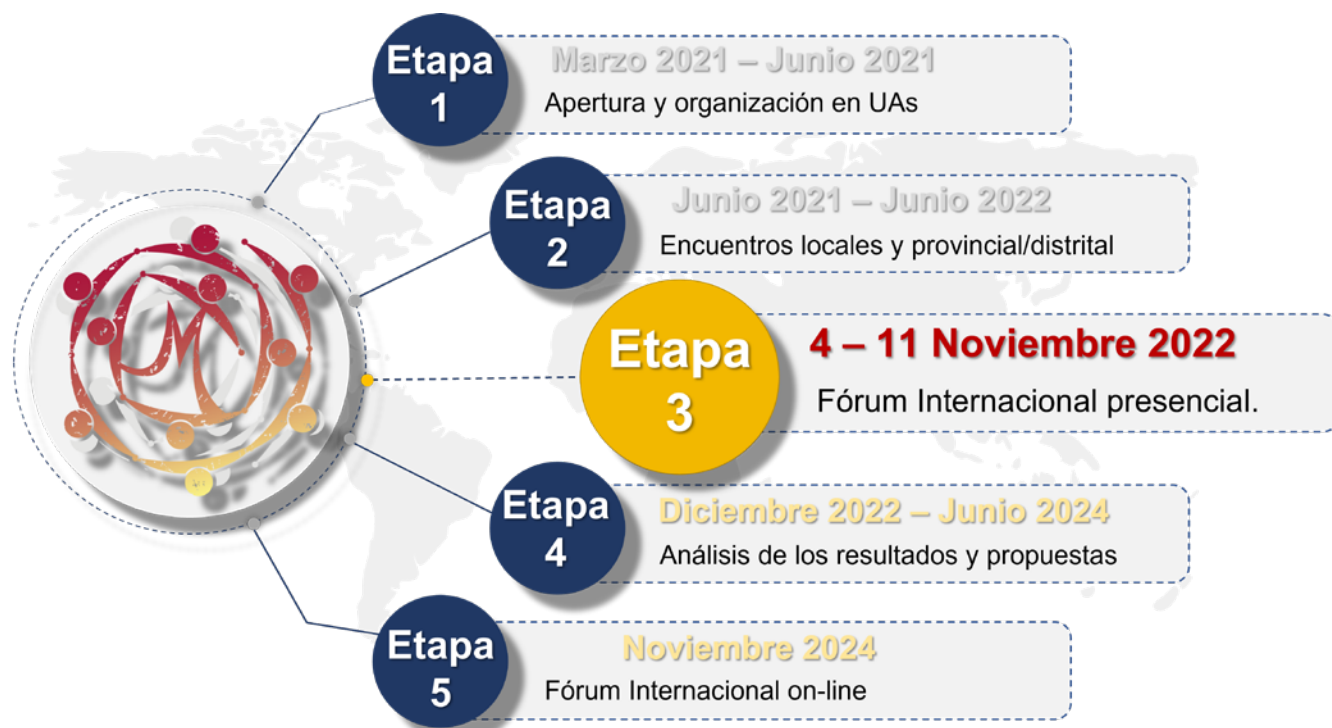 Etapa 1
Marzo 2021 – Junio 2021
Apertura y organización en UAs
Etapa 2
Junio 2021 – Junio 2022
Encuentros locales y provincial/distrital
Etapa 3
4 – 11 Noviembre 2022
Fórum Internacional presencial.
Etapa 4
Diciembre 2022 – Junio 2024
Análisis de los resultados y propuestas
Etapa 5
Noviembre 2024
Fórum Internacional on-line